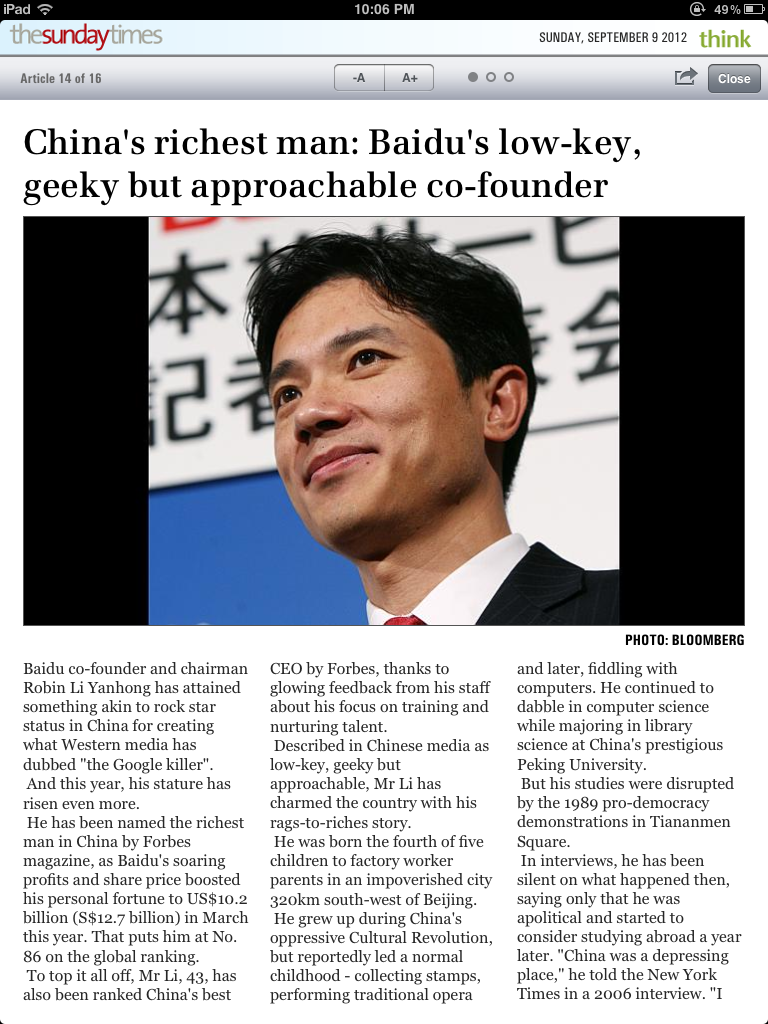 iPad
10:06 PM
49%
thesundaytimes
SUNDAY, SEPTEMBER 9 2012
think
Article 14 of 16
-A
A+
Close
China's richest man: Baidu's low-key,
geeky but approachable co-founder
本
サービ
記者
表会
PHOTO: BLOOMBERG
Baidu co-founder and chairman
Robin Li Yanhong has attained
something akin to rock star
status in China for creating
what Western media has
dubbed "the Google killer".
And this year, his stature has
risen even more.
He has been named the richest
man in China by Forbes
magazine, as Baidu's soaring
profits and share price boosted
his personal fortune to US$10.2
billion (S$12.7 billion) in March
this year. That puts him at No.
86 on the global ranking.
To top it all off, Mr Li, 43, has
also been ranked China's best
CEO by Forbes, thanks to
glowing feedback from his staff
about his focus on training and
nurturing talent.
Described in Chinese media as
low-key, geeky but
approachable, Mr Li has
charmed the country with his
rags-to-riches story.
He was born the fourth of five
children to factory worker
parents in an impoverished city
320km south-west of Beijing.
He grew up during China's
oppressive Cultural Revolution,
but reportedly led a normal
childhood - collecting stamps,
performing traditional opera
and later, fiddling with
computers. He continued to
dabble in computer science
while majoring in library
science at China's prestigious
Peking University.
But his studies were disrupted
by the 1989 pro-democracy
demonstrations in Tiananmen
Square.
In interviews, he has been
silent on what happened then,
saying only that he was
apolitical and started to
consider studying abroad a year
later. "China was a depressing
place," he told the New York
Times in a 2006 interview. "I